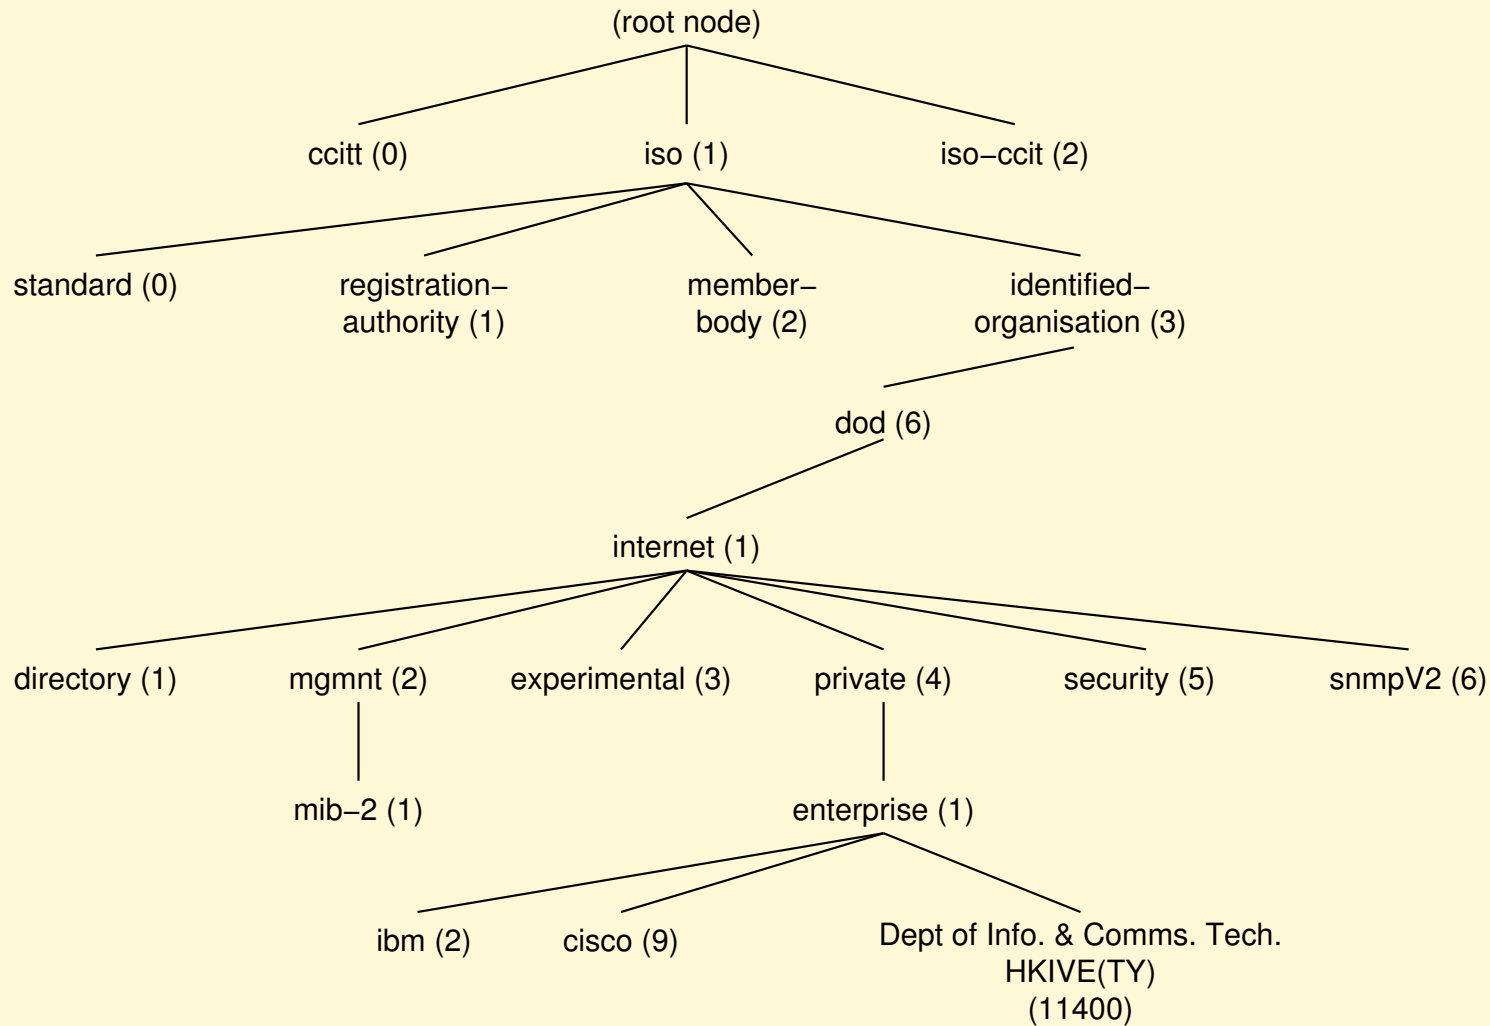 (root node)
ccitt (0)
iso (1)
iso−ccit (2)
standard (0)
registration−
authority (1)
member−
body (2)
identified−
organisation (3)
dod (6)
internet (1)
directory (1)
mgmnt (2)
experimental (3)
private (4)
security (5)
snmpV2 (6)
mib−2 (1)
enterprise (1)
ibm (2)
cisco (9)
Dept of Info. & Comms. Tech.
HKIVE(TY)
(11400)